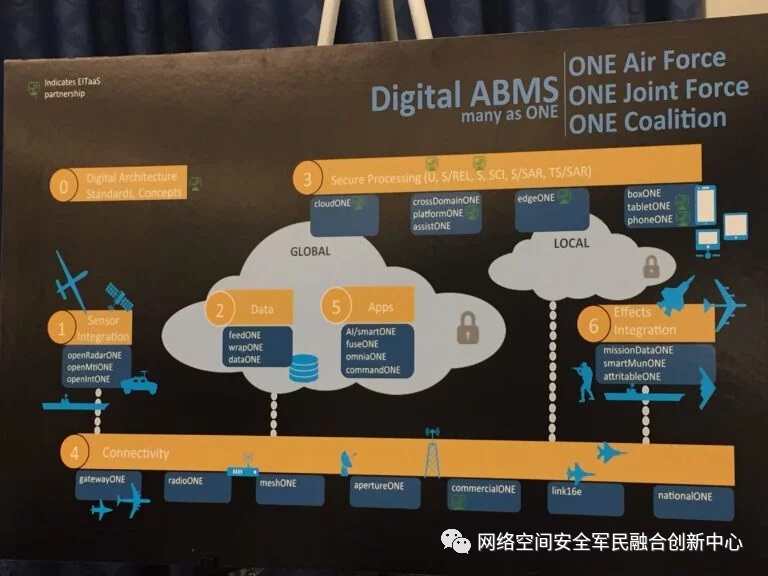 Indicates EITaaS
partnership
Digital ABMS
many as ONE
ONE Air Force
ONE Joint Force
ONE Coalition
0
Digital Architecture
Standards, Concepts
3
Secure Processing (U, S/REL, S, SCI, S/SAR, TS/SAR)
cloudONE
crossDomainONE
platformONE
assistONE
edgeONE
boxONE
tabletONE
phoneONE
GLOBAL
LOCAL
1
Sensor
Integration
openRadarONE
openMtiONE
openIntONE
2
Data
feedONE
wrapONE
dataONE
5
Apps
AI/smartONE
fuseONE
omniaONE
commandONE
6
Effects
Integration
missionDataONE
smartMunONE
attritableONE
4
Connectivity
gatewayONE
radioONE
meshONE
apertureONE
commercialONE
link16e
nationalONE
网络空间安全军民融合创新中心